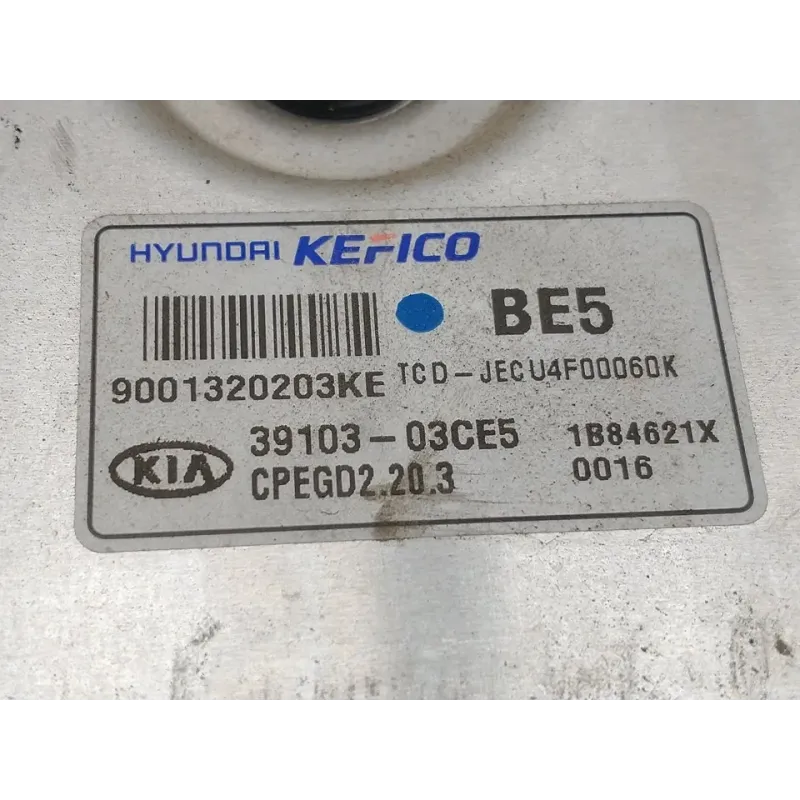 HYUNDAI KEFICO
BE5
9001320203KE TCD-JECU4F00060K
KIA 39103-03CE5 1B84621X
CPEGD2.20.3 0016